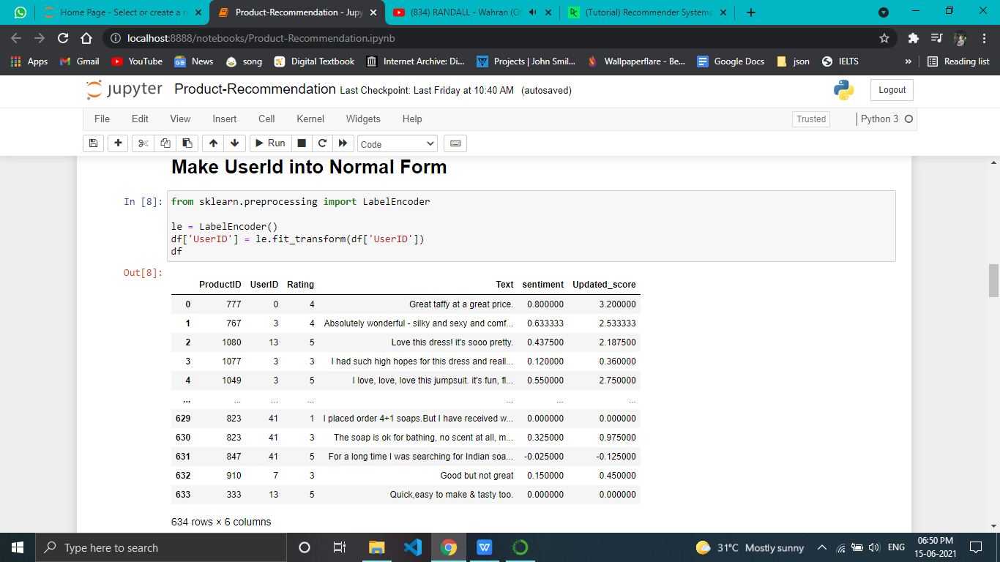 Home Page - Select or create a n
Product-Recommendation - Jupy
(834) RANDALL - Wahran (Of
(Tutorial) Recommender Systems
localhost:8888/notebooks/Product-Recommendation.ipynb
Apps Gmail YouTube News song Digital Textbook Internet Archive: Di... Projects | John Smil... Wallpaperflare - Be... Google Docs json IELTS » Reading list
jupyter Product-Recommendation Last Checkpoint: Last Friday at 10:40 AM (autosaved) Logout
File Edit View Insert Cell Kernel Widgets Help Trusted Python 3
Run Code
Make UserId into Normal Form
In [8]: from sklearn.preprocessing import LabelEncoder
le = LabelEncoder()
df['UserID'] = le.fit_transform(df['UserID'])
df
Out[8]:
ProductID UserID Rating Text sentiment Updated_score
0 777 0 4 Great taffy at a great price. 0.800000 3.200000
1 767 3 4 Absolutely wonderful - silky and sexy and comf... 0.633333 2.533333
2 1080 13 5 Love this dress! it's sooo pretty. 0.437500 2.187500
3 1077 3 3 I had such high hopes for this dress and reall... 0.120000 0.360000
4 1049 3 5 I love, love, love this jumpsuit. it's fun, fl... 0.550000 2.750000
... ... ... ... ... ... ...
629 823 41 1 I placed order 4+1 soaps.But I have received w... 0.000000 0.000000
630 823 41 3 The soap is ok for bathing, no scent at all, m... 0.325000 0.975000
631 847 41 5 For a long time I was searching for Indian soa... -0.025000 -0.125000
632 910 7 3 Good but not great 0.150000 0.450000
633 333 13 5 Quick,easy to make & tasty too. 0.000000 0.000000
634 rows × 6 columns
Type here to search
31°C Mostly sunny
ENG
06:50 PM
15-06-2021